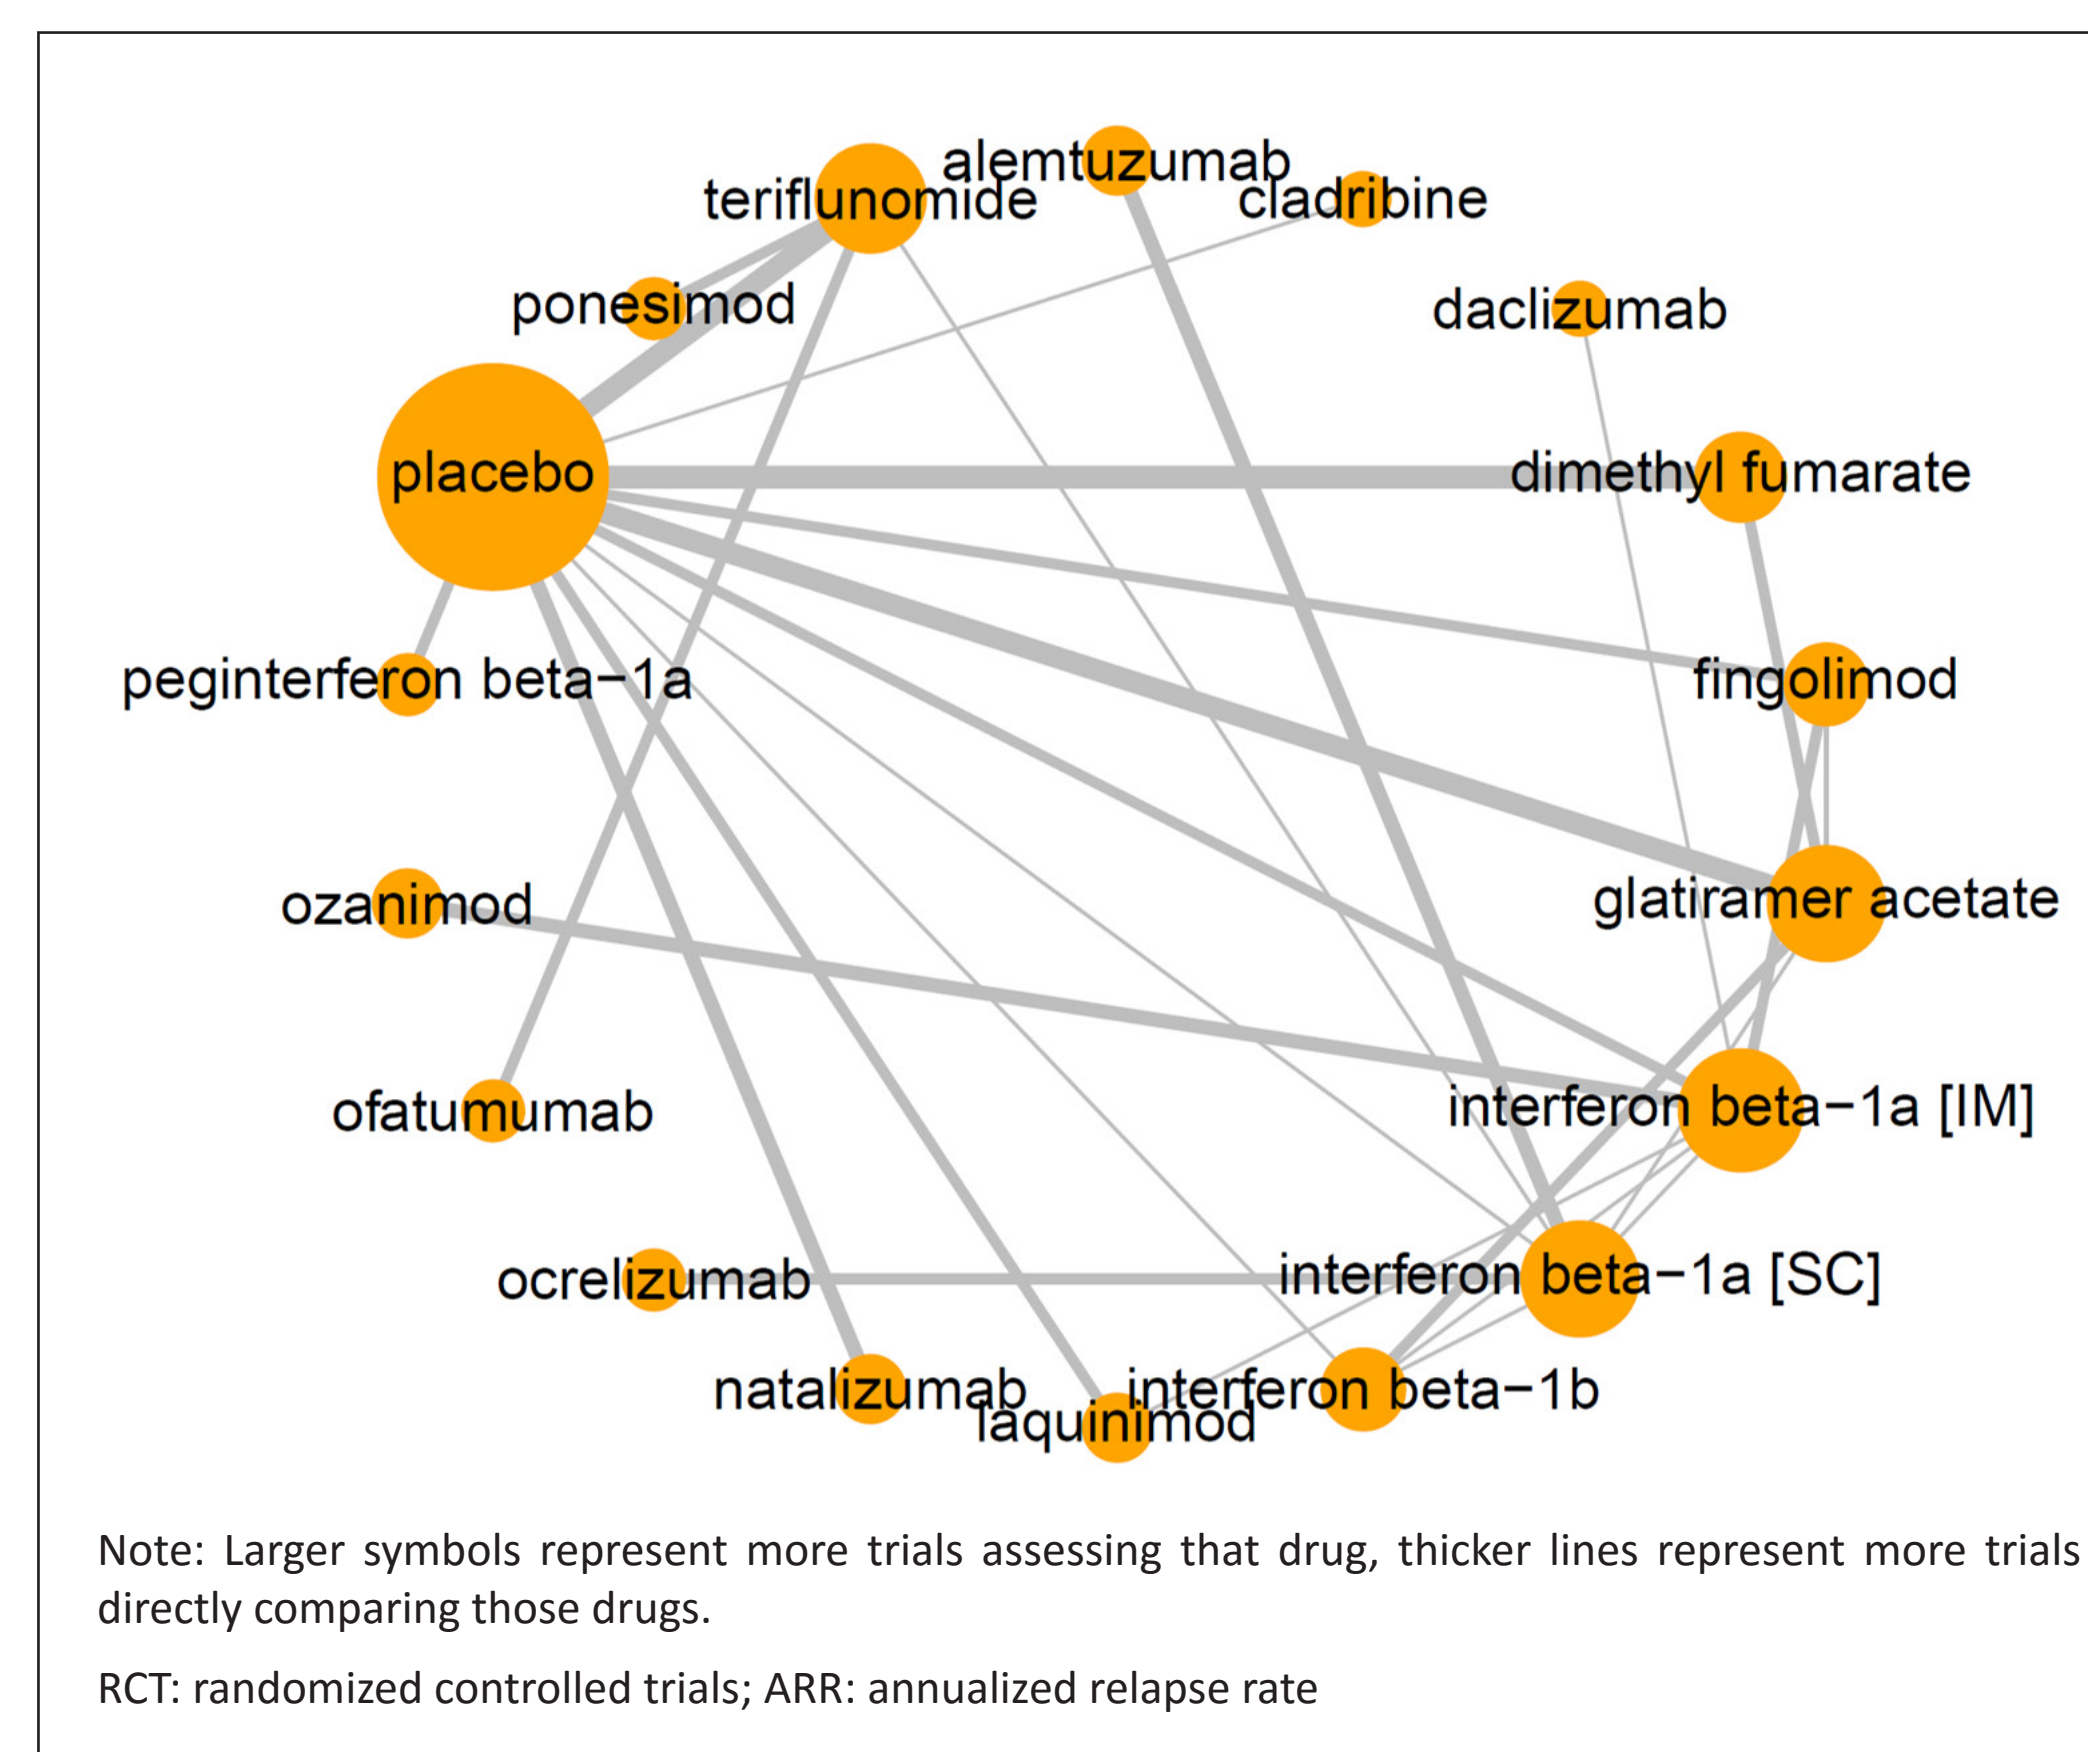 alemtuzumab
teriflunomide
cladribine
ponesimod
daclizumab
placebo
dimethyl fumarate
peginterferon beta−1a
fingolimod
ozanimod
glatiramer acetate
ofatumumab
interferon beta−1a [IM]
ocrelizumab
interferon beta−1a [SC]
natalizumab
interferon beta−1b
laquinimod
Note: Larger symbols represent more trials assessing that drug, thicker lines represent more trials
directly comparing those drugs.
RCT: randomized controlled trials; ARR: annualized relapse rate